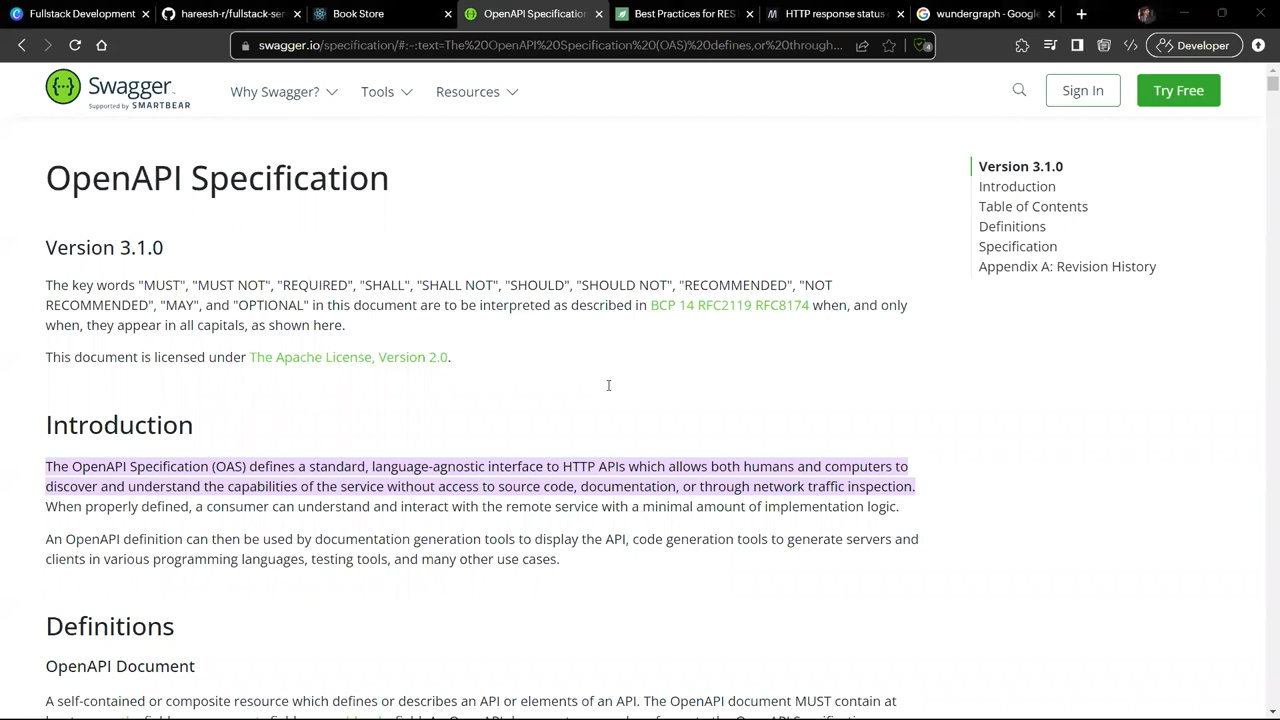 Fullstack Development
hareesh-r/fullstack-ser
Book Store
OpenAPI Specification
Best Practices for REST
HTTP response status
wundergraph - Google
swagger.io/specification/#:~:text=The%20OpenAPI%20Specification%20(OAS)%20defines,or%20through...
4
Developer
Swagger
Supported by SMARTBEAR
Why Swagger?
Tools
Resources
Sign In
Try Free
OpenAPI Specification
Version 3.1.0
Introduction
Table of Contents
Definitions
Specification
Appendix A: Revision History
Version 3.1.0
The key words "MUST", "MUST NOT", "REQUIRED", "SHALL", "SHALL NOT", "SHOULD", "SHOULD NOT", "RECOMMENDED", "NOT
RECOMMENDED", "MAY", and "OPTIONAL" in this document are to be interpreted as described in BCP 14 RFC2119 RFC8174 when, and only
when, they appear in all capitals, as shown here.
This document is licensed under The Apache License, Version 2.0.
Introduction
The OpenAPI Specification (OAS) defines a standard, language-agnostic interface to HTTP APIs which allows both humans and computers to
discover and understand the capabilities of the service without access to source code, documentation, or through network traffic inspection.
When properly defined, a consumer can understand and interact with the remote service with a minimal amount of implementation logic.
An OpenAPI definition can then be used by documentation generation tools to display the API, code generation tools to generate servers and
clients in various programming languages, testing tools, and many other use cases.
Definitions
OpenAPI Document
A self-contained or composite resource which defines or describes an API or elements of an API. The OpenAPI document MUST contain at